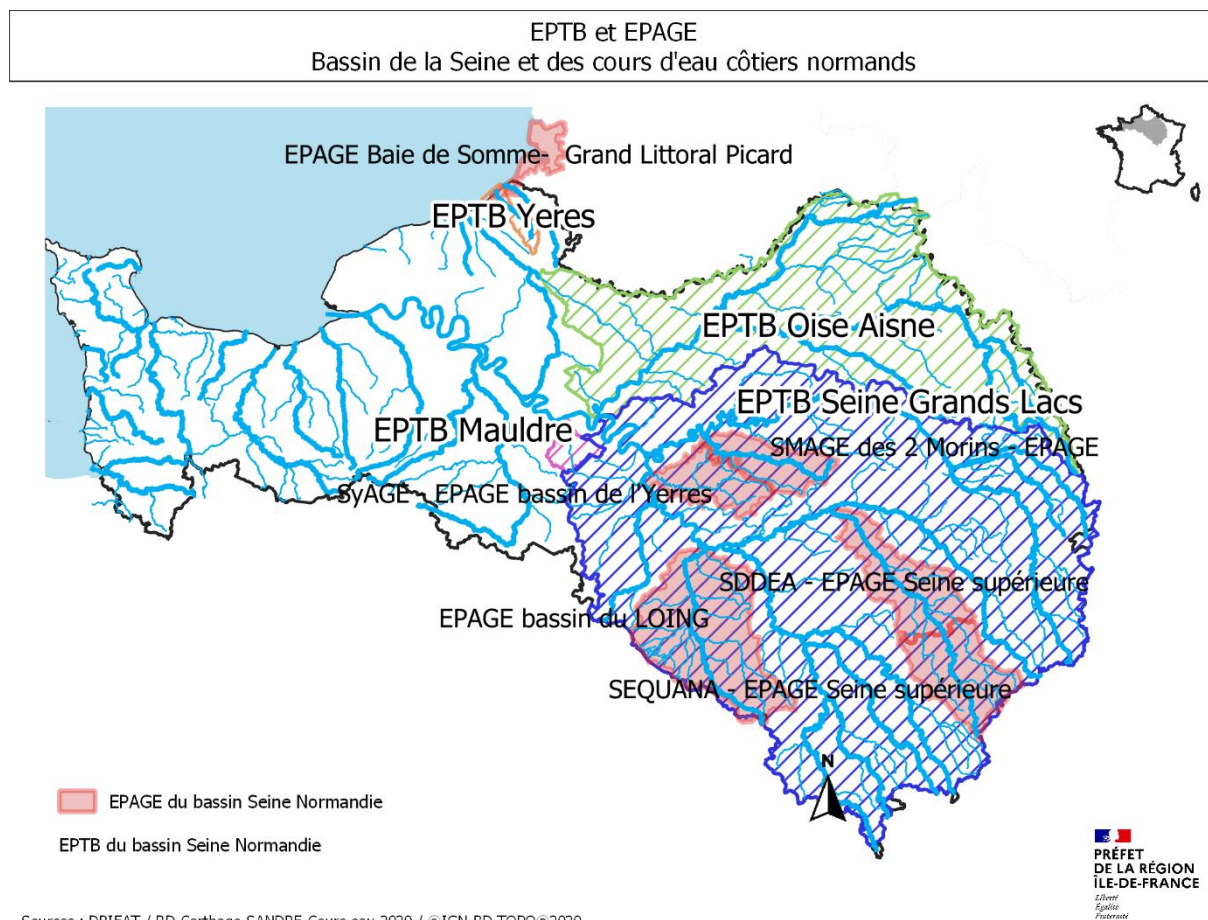 EPTB et EPAGE
Bassin de la Seine et des cours d'eau côtiers normands
EPAGE Baie de Somme- Grand Littoral Picard
EPTB Yeres
EPTB Oise Aisne
EPTB Seine Grands Lacs
EPTB Mauldre
SMAGE des 2 Morins - EPAGE
SyAGE - EPAGE bassin de l'Yerres
SDDEA - EPAGE Seine supérieure
EPAGE bassin du LOING
SEQUANA - EPAGE Seine supérieure
N
EPAGE du bassin Seine Normandie
EPTB du bassin Seine Normandie
PRÉFET
DE LA RÉGION
ÎLE-DE-FRANCE
Liberté
Égalité
Fraternité